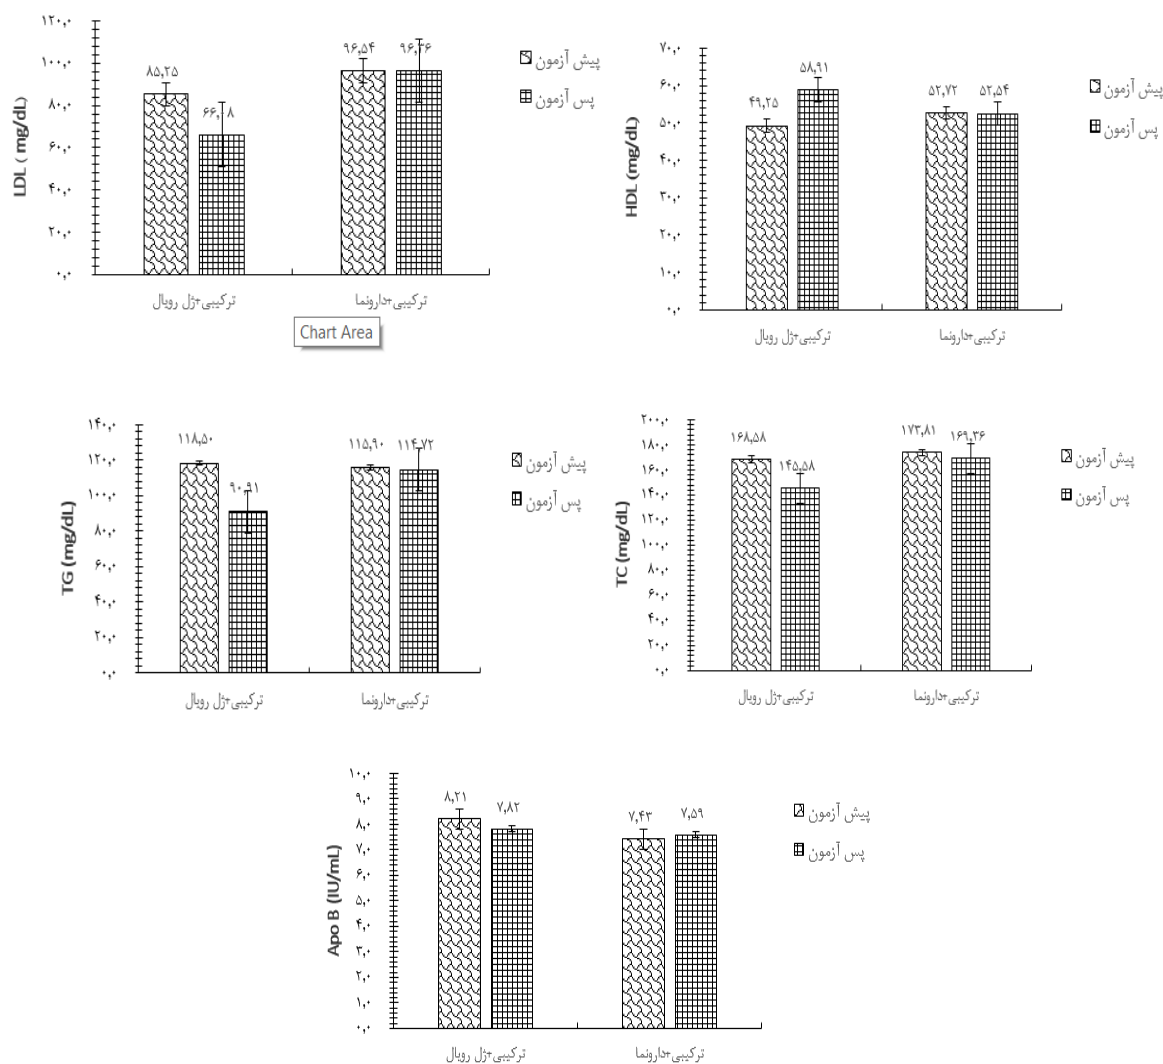 ۱۲۰,۰
۱۰۰,۰
۸۰,۰
۶۰,۰
۴۰,۰
۲۰,۰
۰,۰
LDL ( mg/dL)
۸۵,۲۵
۹۶,۵۴
۹۶,۳۶
پیش آزمون
پس آزمون
ترکیبی+ژل رویال
ترکیبی+دارونما
Chart Area
۷۰,۰
۶۰,۰
۵۰,۰
۴۰,۰
۳۰,۰
۲۰,۰
۱۰,۰
۰,۰
HDL (mg/dL)
۴۹,۲۵
۵۸,۹۱
۵۲,۷۲
۵۲,۵۴
پیش آزمون
پس آزمون
ترکیبی+ژل رویال
ترکیبی+دارونما
۱۴۰,۰
۱۲۰,۰
۱۰۰,۰
۸۰,۰
۶۰,۰
۴۰,۰
۲۰,۰
۰,۰
TG (mg/dL)
۱۱۸,۵۰
۹۰,۹۱
۱۱۵,۹۰
۱۱۴,۷۲
پیش آزمون
پس آزمون
ترکیبی+ژل رویال
ترکیبی+دارونما
۲۰۰,۰
۱۸۰,۰
۱۶۰,۰
۱۴۰,۰
۱۲۰,۰
۱۰۰,۰
۸۰,۰
۶۰,۰
۴۰,۰
۲۰,۰
۰,۰
TC (mg/dL)
۱۶۸,۵۸
۱۴۵,۵۸
۱۷۳,۸۱
۱۶۹,۳۶
پیش آزمون
پس آزمون
ترکیبی+ژل رویال
ترکیبی+دارونما
۱۰,۰
۹,۰
۸,۰
۷,۰
۶,۰
۵,۰
۴,۰
۳,۰
۲,۰
۱,۰
۰,۰
Apo B (IU/mL)
۸,۲۱
۷,۸۲
۷,۴۳
۷,۵۹
پیش آزمون
پس آزمون
ترکیبی+ژل رویال
ترکیبی+دارونما